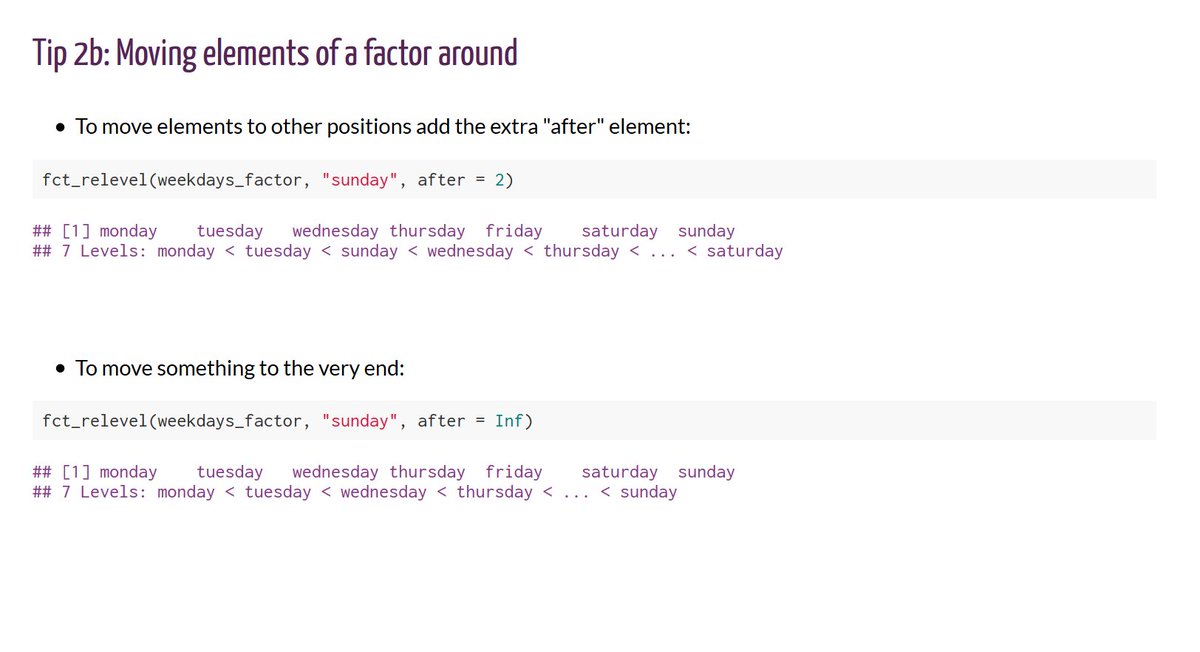 Tip 2b: Moving elements of a factor around
• To move elements to other positions add the extra "after" element:
fct_relevel(weekdays_factor, "sunday", after = 2)
## [1] monday    tuesday   wednesday thursday  friday    saturday  sunday
## 7 Levels: monday < tuesday < sunday < wednesday < thursday < ... < saturday
• To move something to the very end:
fct_relevel(weekdays_factor, "sunday", after = Inf)
## [1] monday    tuesday   wednesday thursday  friday    saturday  sunday
## 7 Levels: monday < tuesday < wednesday < thursday < ... < sunday